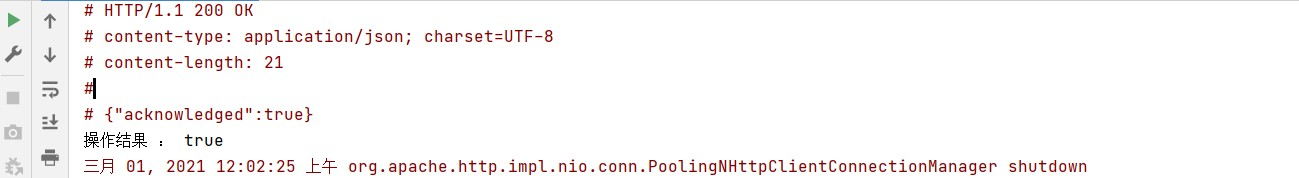 # HTTP/1.1 200 OK
# content-type: application/json; charset=UTF-8
# content-length: 21
#
# {"acknowledged":true}
操作结果 ： true
三月 01, 2021 12:02:25 上午 org.apache.http.impl.nio.conn.PoolingNHttpClientConnectionManager shutdown